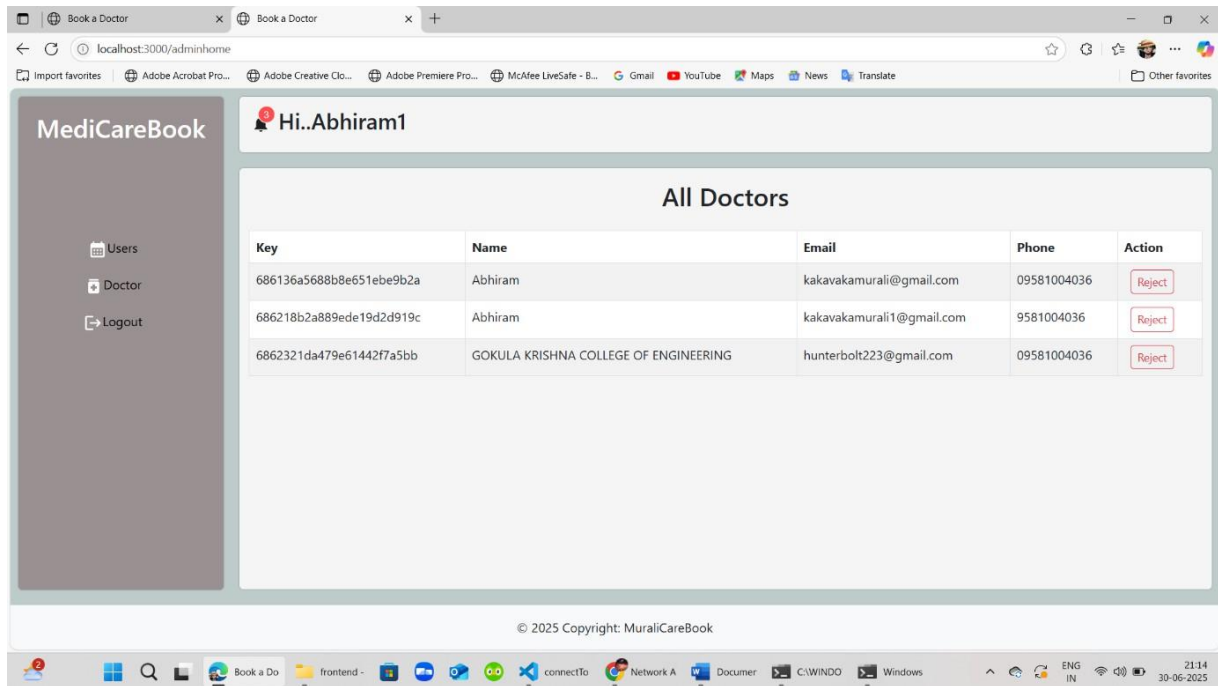 Book a Doctor
Book a Doctor
localhost:3000/adminhome
Import favorites Adobe Acrobat Pro... Adobe Creative Clo... Adobe Premiere Pro... McAfee LiveSafe - B... Gmail YouTube Maps News Translate Other favorites
MediCareBook
3
Hi..Abhiram1
Users
Doctor
Logout
All Doctors
Key Name Email Phone Action
686136a5688b8e651ebe9b2a Abhiram kakavakamurali@gmail.com 09581004036 Reject
686218b2a889ede19d2d919c Abhiram kakavakamurali1@gmail.com 9581004036 Reject
6862321da479e61442f7a5bb GOKULA KRISHNA COLLEGE OF ENGINEERING hunterbolt223@gmail.com 09581004036 Reject
© 2025 Copyright: MuraliCareBook
2 Book a Do frontend - connectTo Network A Documer C:\WINDO Windows ENG 21:14
IN 30-06-2025